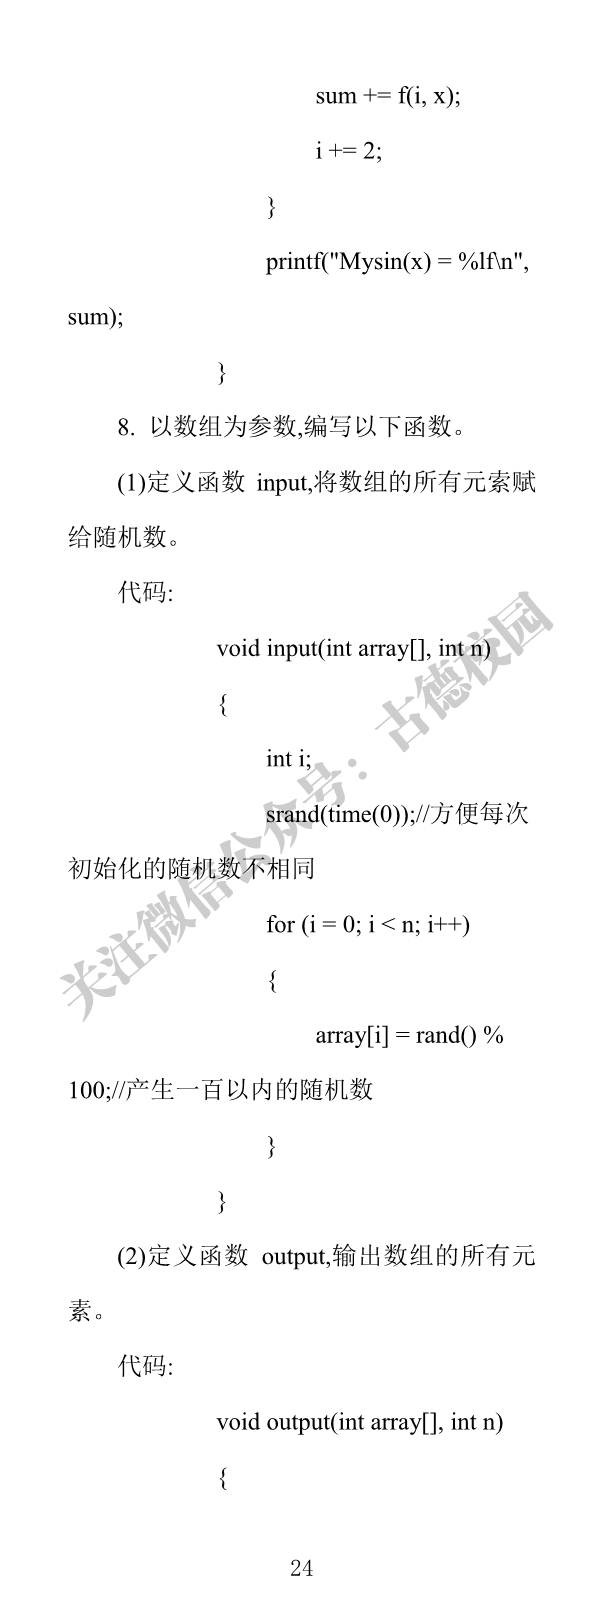 sum += f(i, x);
i += 2;
}
printf("Mysin(x) = %lf\n",
sum);
}
8. 以数组为参数,编写以下函数。
(1)定义函数 input,将数组的所有元索赋
给随机数。
代码:
void input(int array[], int n)
{
int i;
srand(time(0));//方便每次
初始化的随机数不相同
for (i = 0; i < n; i++)
{
array[i] = rand() %
100;//产生一百以内的随机数
}
}
(2)定义函数 output,输出数组的所有元
素。
代码:
void output(int array[], int n)
{
24
关注微信公众号：古德校园